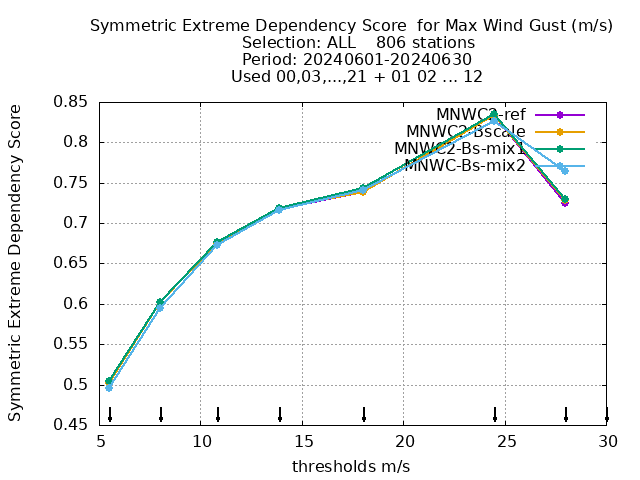 Symmetric Extreme Dependency Score  for Max Wind Gust (m/s)
Selection: ALL    806 stations
Period: 20240601-20240630
Used 00,03,...,21 + 01 02 ... 12
Symmetric Extreme Dependency Score
0.85
0.8
0.75
0.7
0.65
0.6
0.55
0.5
0.45
MNWC2-ref
MNWC2-Bscale
MNWC2-Bs-mix1
MNWC-Bs-mix2
5 10 15 20 25 30
thresholds m/s